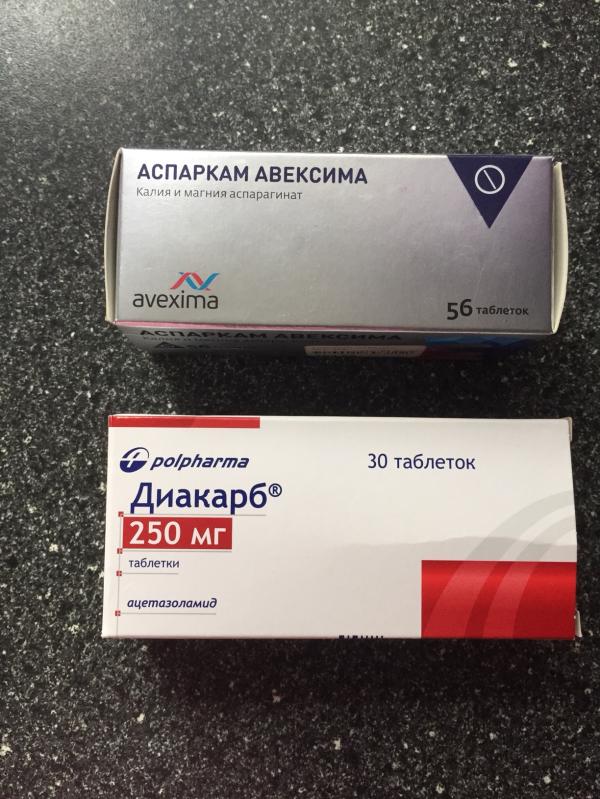 АСПАРКАМ АВЕКСИМА
Калия и магния аспарагинат
avexima
56 таблеток
АСПАРКАМ АВЕКСИМА
polpharma
30 таблеток
Диакарб®
250 мг
таблетки
ацетазоламид